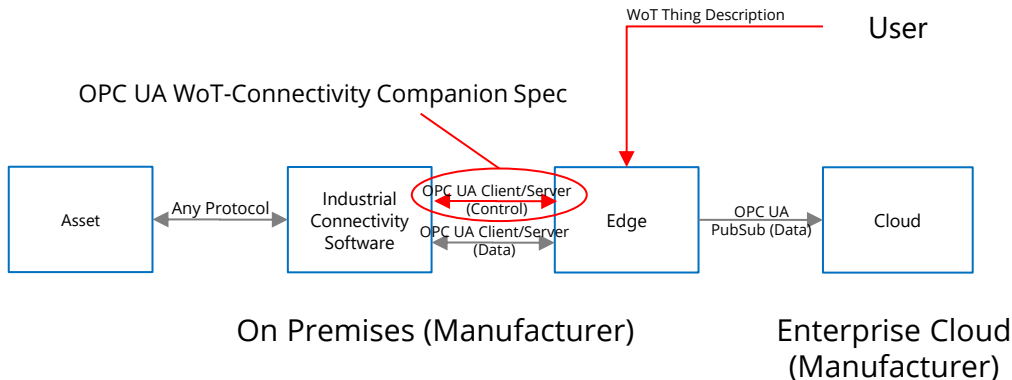 WoT Thing Description
User
OPC UA WoT-Connectivity Companion Spec
Asset
Any Protocol
Industrial
Connectivity
Software
OPC UA Client/Server
(Control)
OPC UA Client/Server
(Data)
Edge
OPC UA
PubSub (Data)
Cloud
On Premises (Manufacturer)
Enterprise Cloud
(Manufacturer)